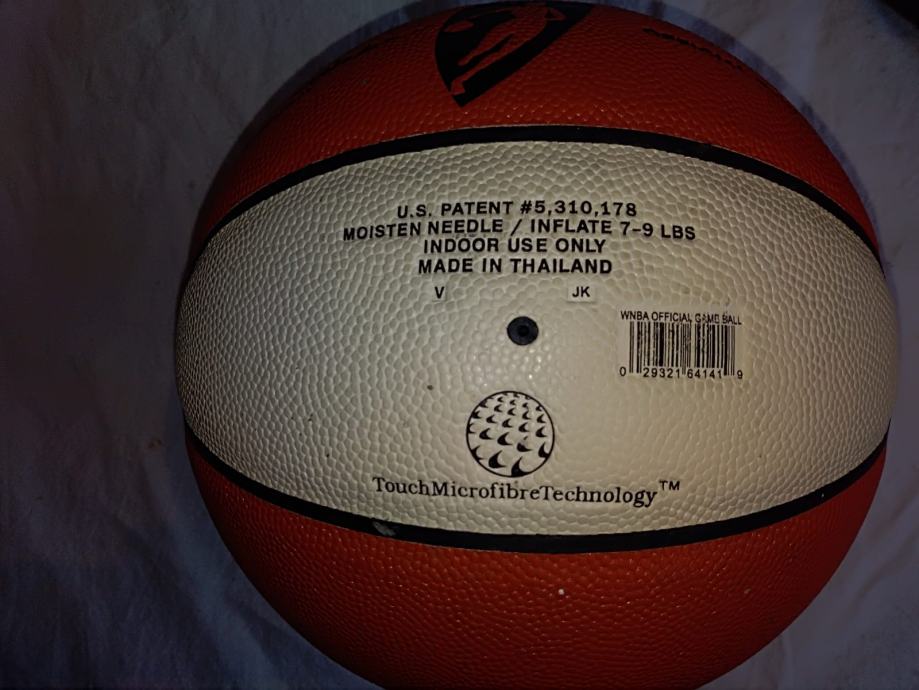 U.S. PATENT #5,310,178
MOISTEN NEEDLE / INFLATE 7-9 LBS
INDOOR USE ONLY
MADE IN THAILAND
V JK
WNBA OFFICIAL GAME BALL
0 29321 64141 9
TouchMicrofibreTechnology™